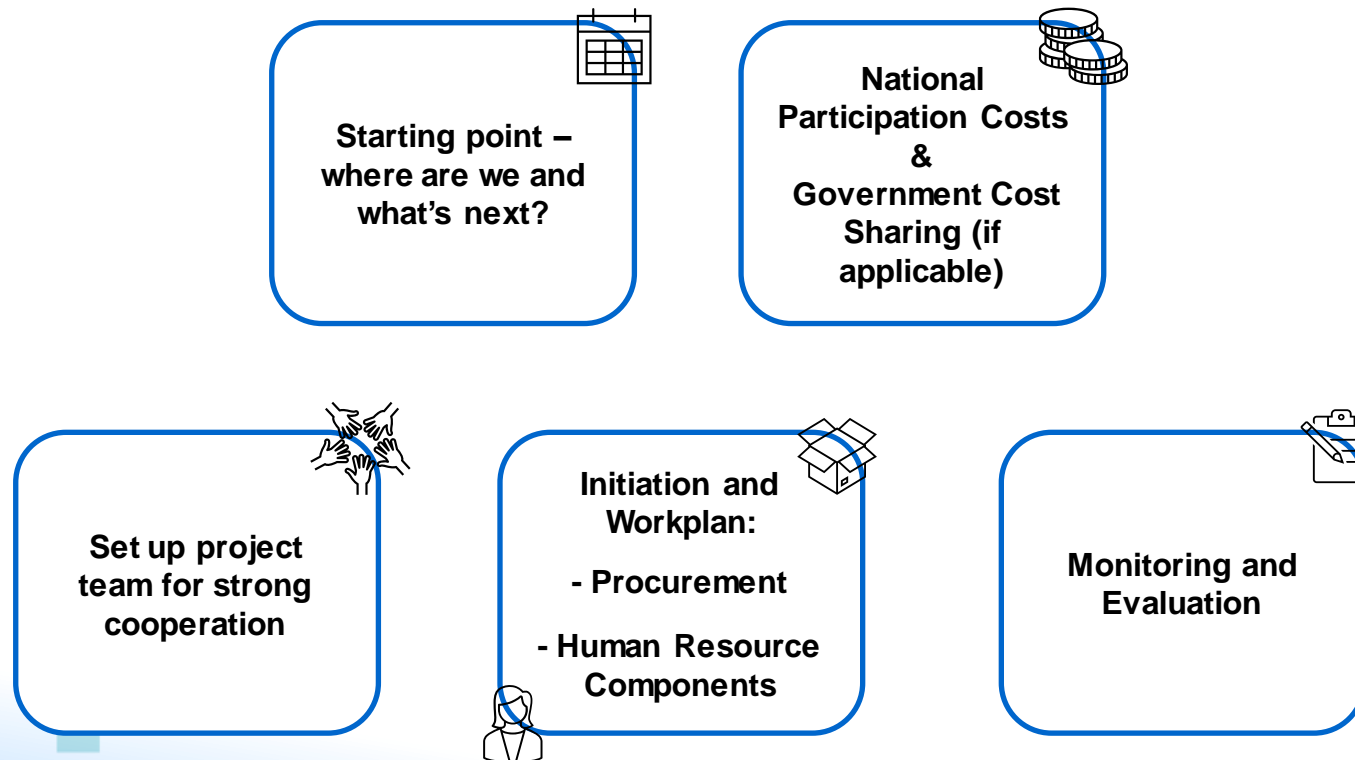 Starting point –
where are we and
what's next?
National
Participation Costs
&
Government Cost
Sharing (if
applicable)
Set up project
team for strong
cooperation
Initiation and
Workplan:
- Procurement
- Human Resource
Components
Monitoring and
Evaluation